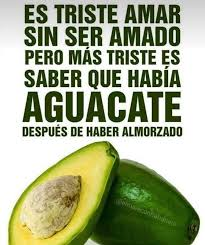 ES TRISTE AMAR
SIN SER AMADO
PERO MÁS TRISTE ES
SABER QUE HABÍA
AGUACATE
DESPUÉS DE HABER ALMORZADO